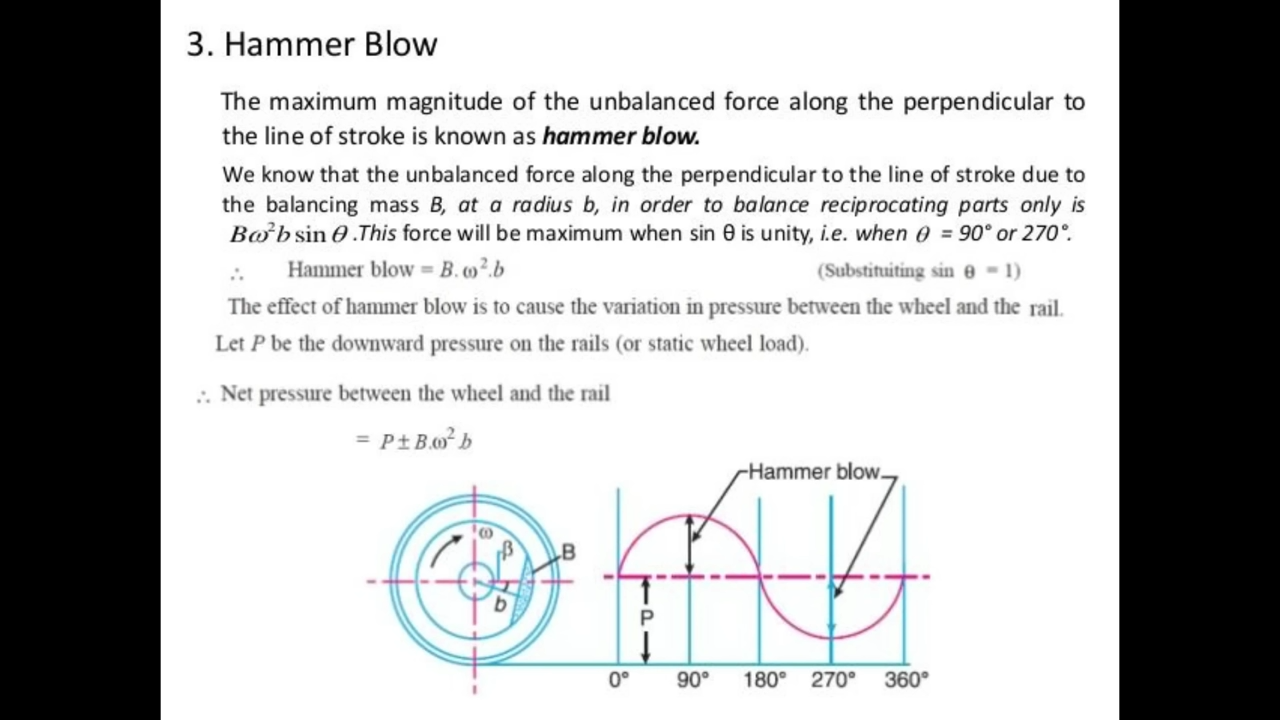 3. Hammer Blow
The maximum magnitude of the unbalanced force along the perpendicular to
the line of stroke is known as hammer blow.
We know that the unbalanced force along the perpendicular to the line of stroke due to
the balancing mass B, at a radius b, in order to balance reciprocating parts only is
Bω²b sin θ .This force will be maximum when sin θ is unity, i.e. when θ = 90° or 270°.
∴ Hammer blow = B. ω².b (Substituiting sin θ = 1)
The effect of hammer blow is to cause the variation in pressure between the wheel and the rail.
Let P be the downward pressure on the rails (or static wheel load).
∴ Net pressure between the wheel and the rail
= P ± B.ω² b
Hammer blow
ω
β
B
b
P
0° 90° 180° 270° 360°